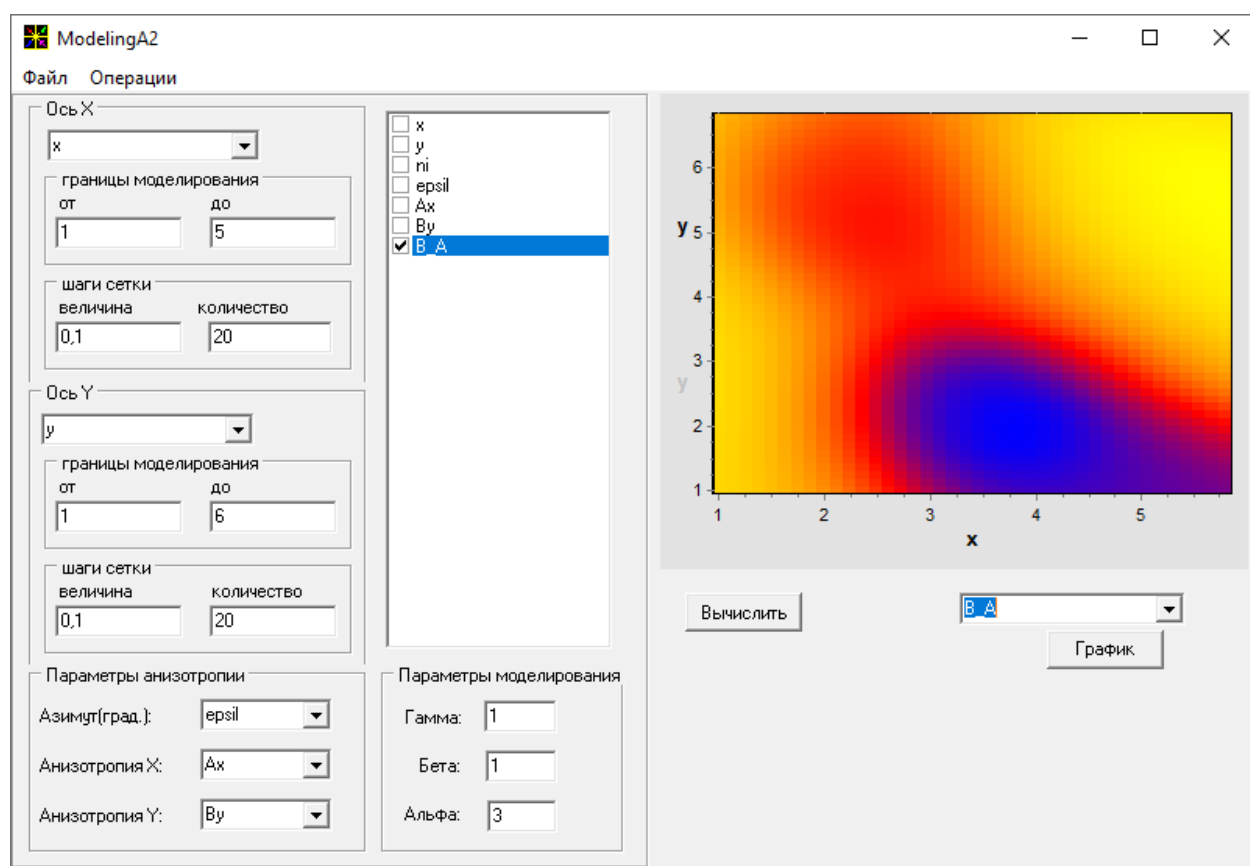 ModelingA2
Файл Операции
Ось X
x
границы моделирования
от до
1 5
шаги сетки
величина количество
0,1 20
Ось Y
y
границы моделирования
от до
1 6
шаги сетки
величина количество
0,1 20
Параметры анизотропии
Азимут(град.): epsil
Анизотропия X: Ax
Анизотропия Y: By
x
y
ni
epsil
Ax
By
B_A
Параметры моделирования
Гамма: 1
Бета: 1
Альфа: 3
6
y 5
4
3
y
2
1
1 2 3 4 5
x
Вычислить B_A
График